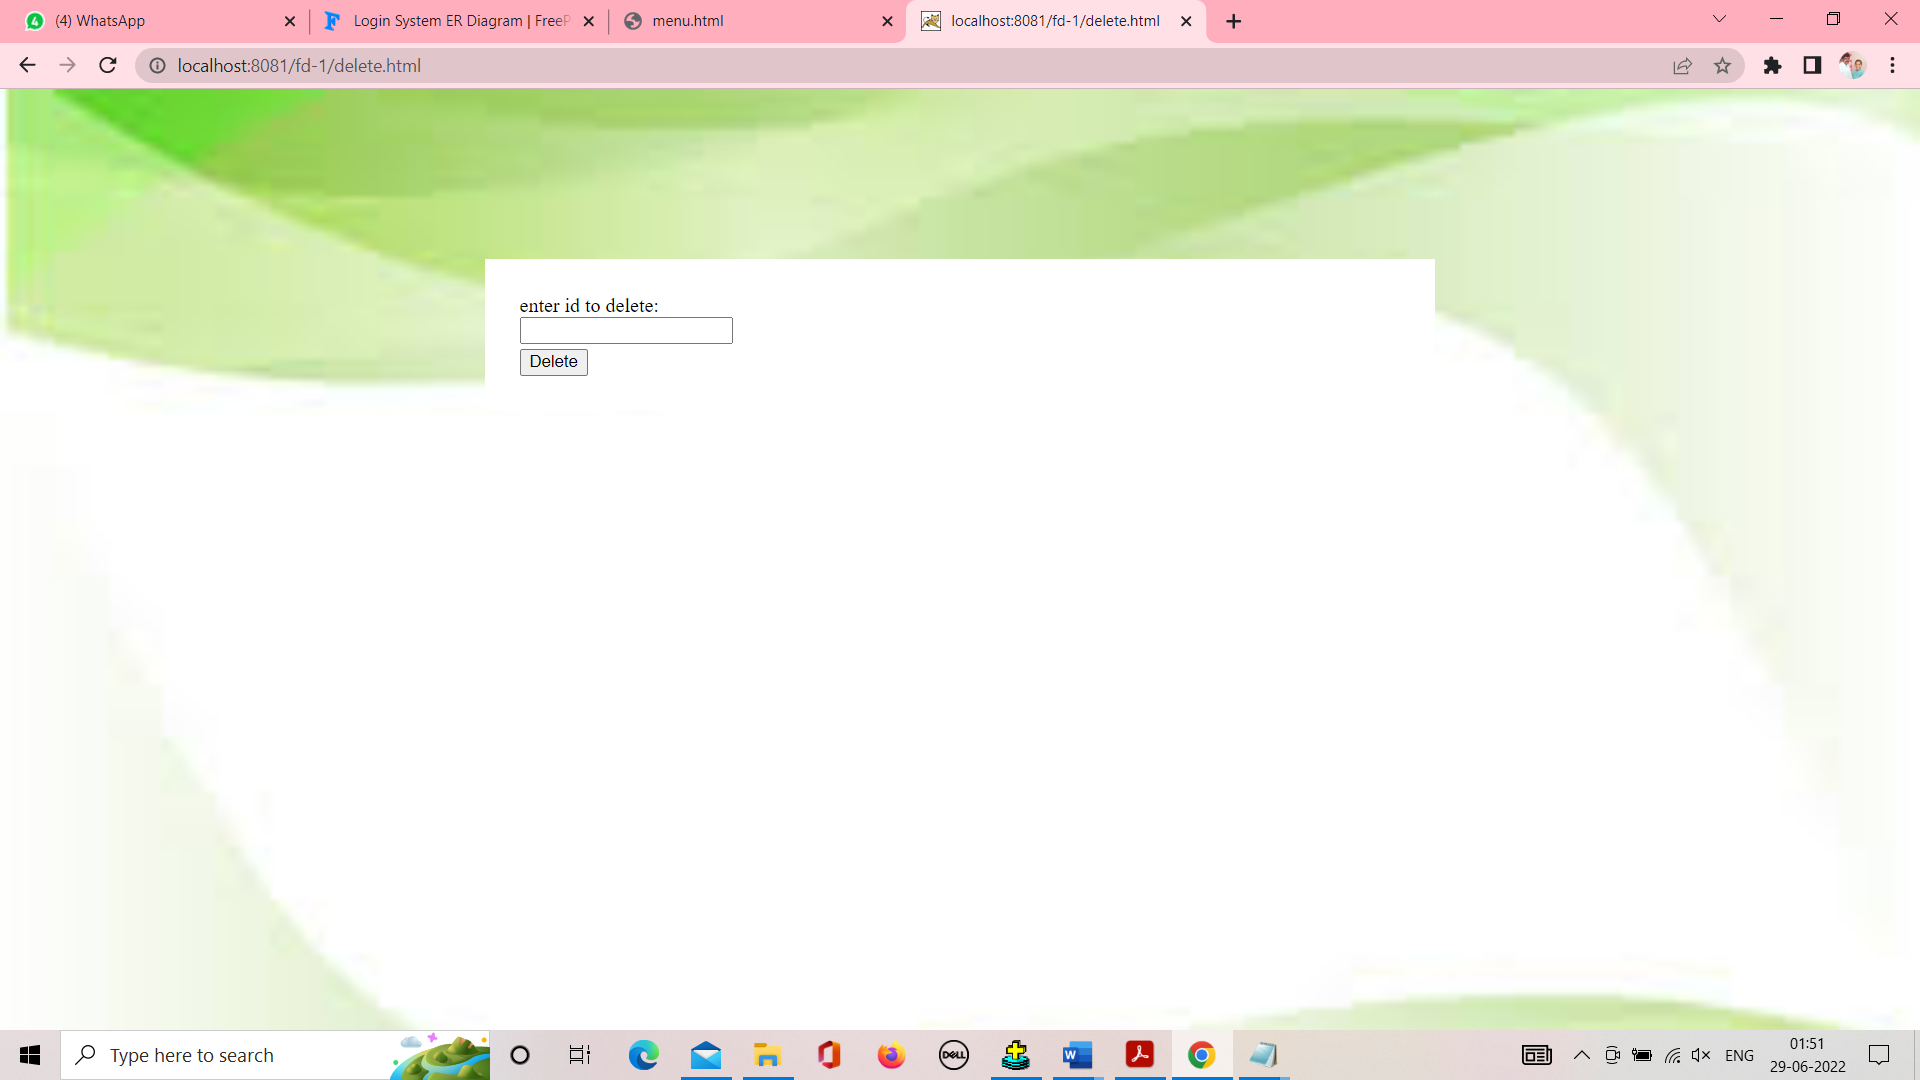 (4) WhatsApp
Login System ER Diagram | FreeP
menu.html
localhost:8081/fd-1/delete.html
localhost:8081/fd-1/delete.html
enter id to delete:
Delete
Type here to search
DELL
W
ENG
01:51
29-06-2022